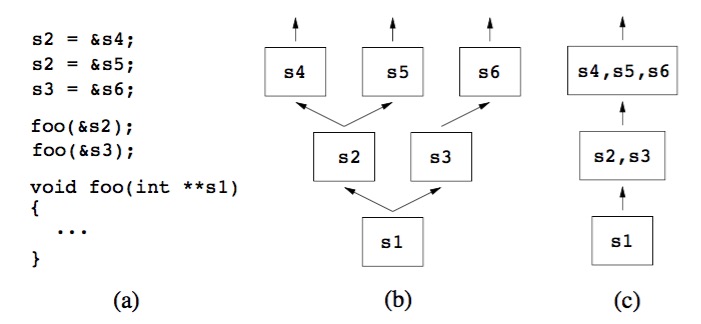 s2 = &s4;
s2 = &s5;
s3 = &s6;
foo(&s2);
foo(&s3);
void foo(int **s1)
{
...
}
(a)
s4 s5 s6
s2 s3
s1
(b)
s4,s5,s6
s2,s3
s1
(c)